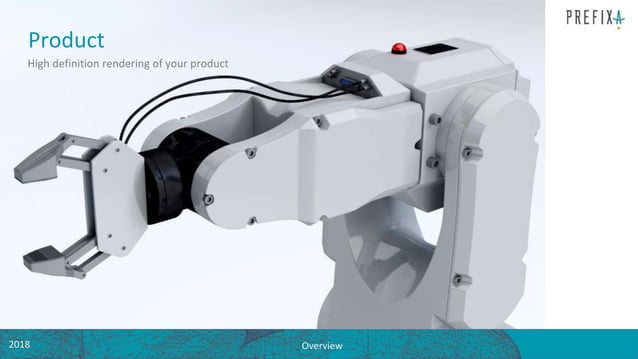 Product
High definition rendering of your product
PREFIXA
2018
Overview